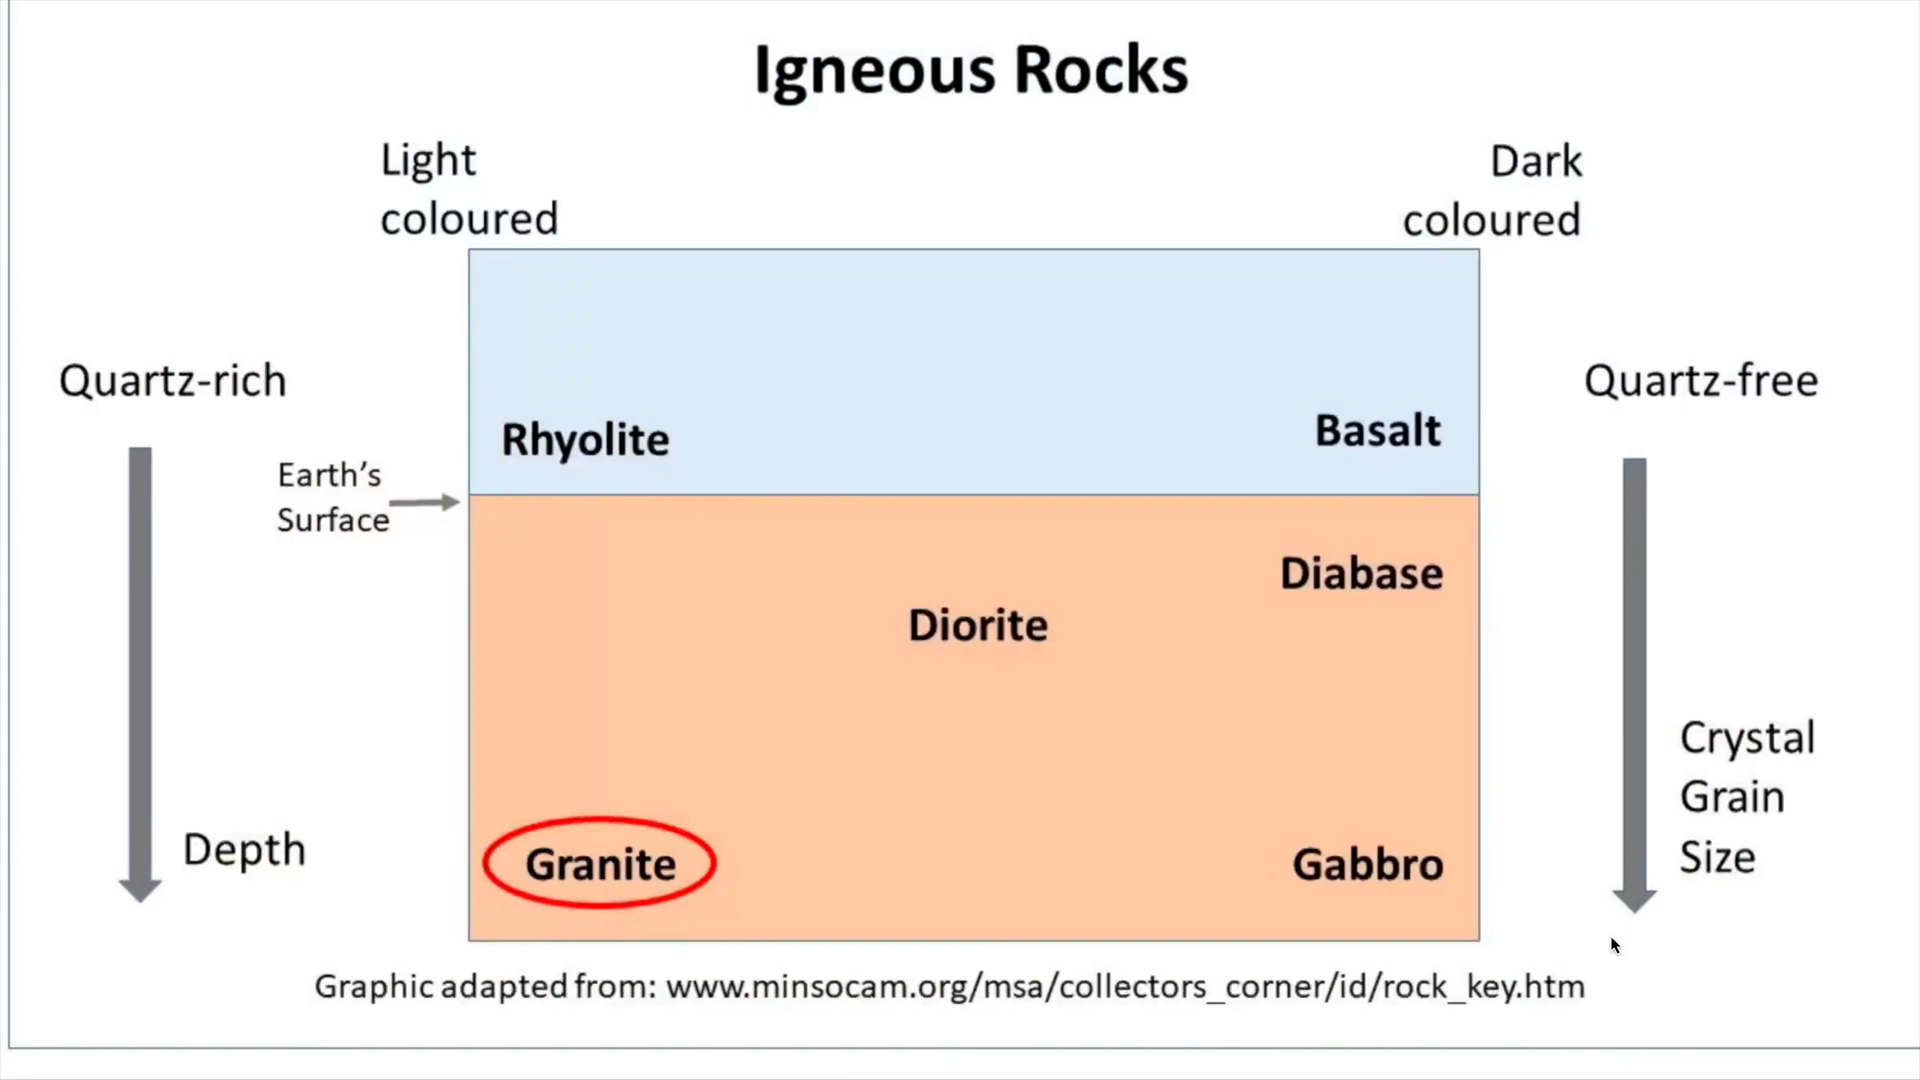 Igneous Rocks
Light
coloured
Dark
coloured
Quartz-rich
Quartz-free
Rhyolite
Basalt
Earth’s
Surface
Diabase
Diorite
Crystal
Grain
Size
Depth
Granite
Gabbro
Graphic adapted from: www.minsocam.org/msa/collectors_corner/id/rock_key.htm